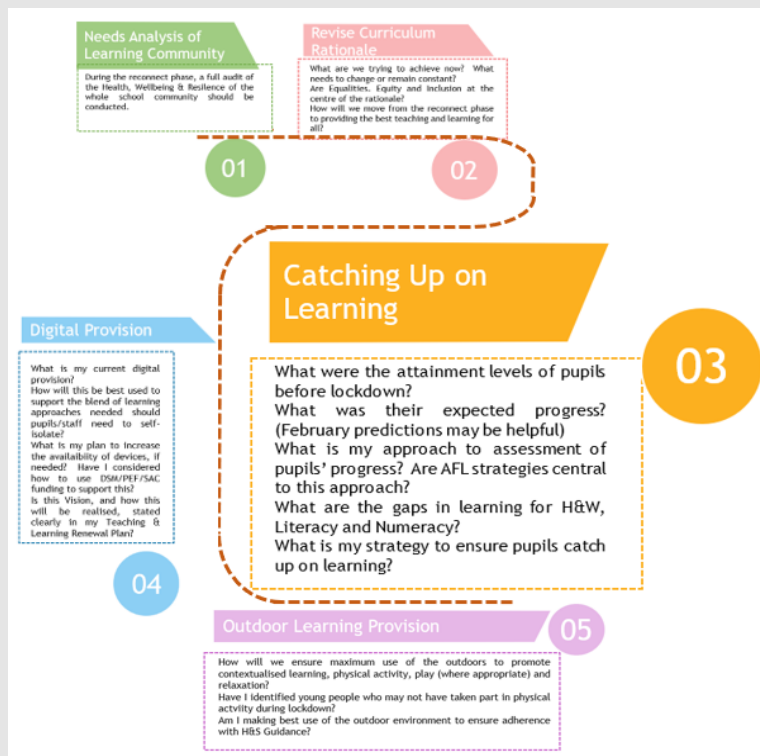 Needs Analysis of
Learning Community
During the reconnect phase, a full audit of
the Health, Wellbeing & Resilence of the
whole school community should be
conducted.
01
Revise Curriculum
Rationale
What are we trying to achieve now? What
needs to change or remain constant?
Are Equalities. Equity and Inclusion at the
centre of the rationale?
How will we move from the reconnect phase
to providing the best teaching and learning for
all?
02
Catching Up on
Learning
03
What were the attainment levels of pupils
before lockdown?
What was their expected progress?
(February predictions may be helpful)
What is my approach to assessment of
pupils' progress? Are AFL strategies central
to this approach?
What are the gaps in learning for H&W,
Literacy and Numeracy?
What is my strategy to ensure pupils catch
up on learning?
Digital Provision
What is my current digital
provision?
How will this be best used to
support the blend of learning
approaches needed should
pupils/staff need to self-
isolate?
What is my plan to increase
the availability of devices, if
needed? Have I considered
how to use DSM/PEF/SAC
funding to support this?
Is this Vision, and how this
will be realised, stated
clearly in my Teaching &
Learning Renewal Plan?
04
Outdoor Learning Provision
05
How will we ensure maximum use of the outdoors to promote
contextualised learning, physical activity, play (where appropriate) and
relaxation?
Have I identified young people who may not have taken part in physical
actviity during lockdown?
Am I making best use of the outdoor environment to ensure adherence
with H&S Guidance?